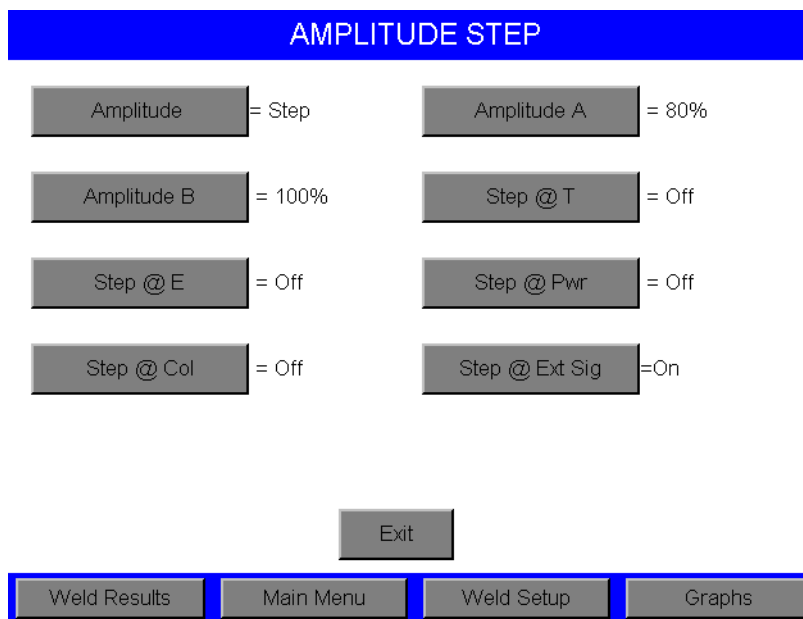 AMPLITUDE STEP
Amplitude = Step
Amplitude A = 80%
Amplitude B = 100%
Step @ T = Off
Step @ E = Off
Step @ Pwr = Off
Step @ Col = Off
Step @ Ext Sig =On
Exit
Weld Results
Main Menu
Weld Setup
Graphs